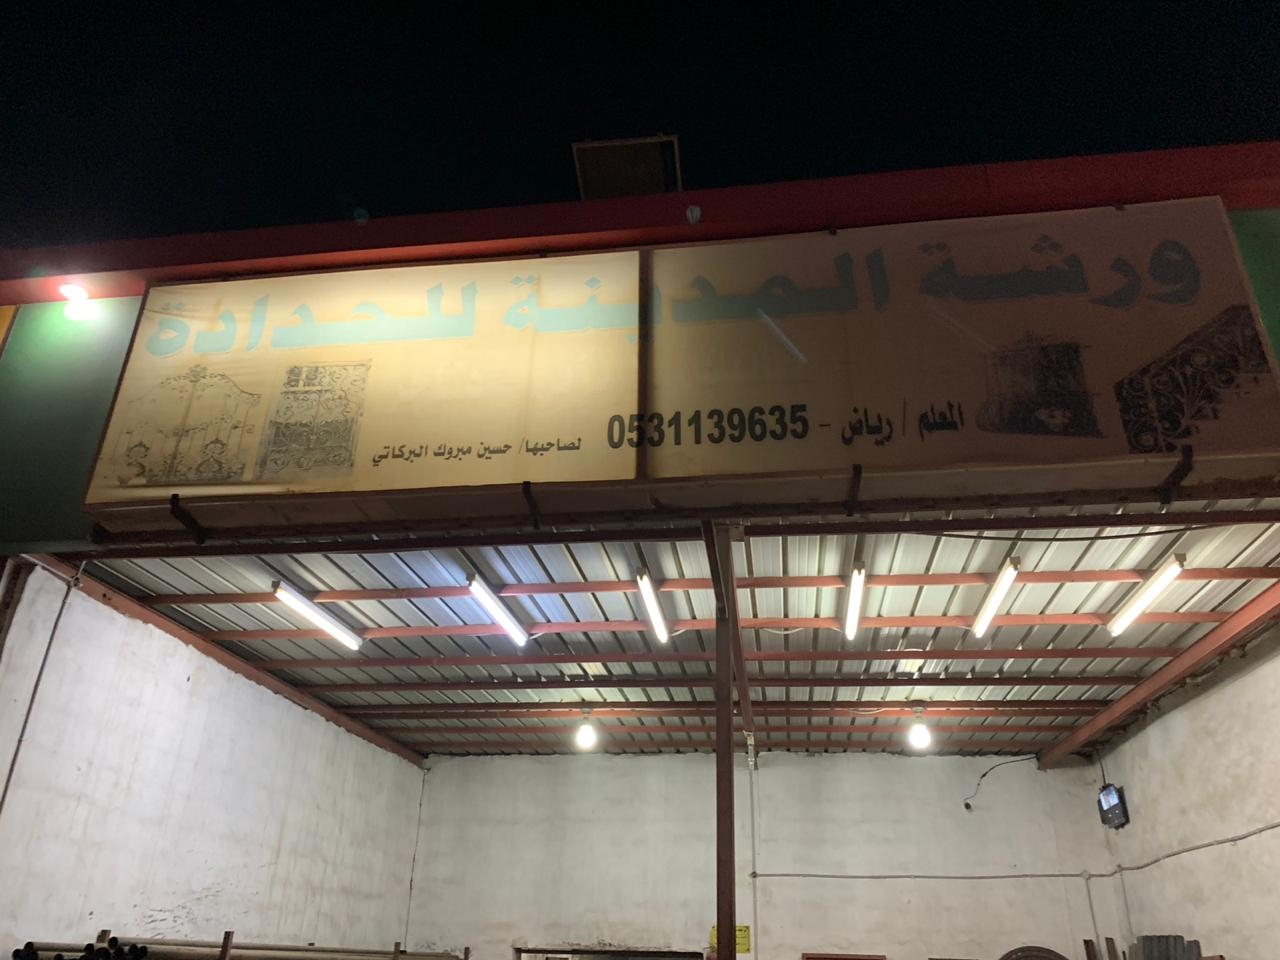 ورشة المدينة للحدادة
المعلم / رياض - 0531139635
لصاحبها/ حسين مبروك البركاتي